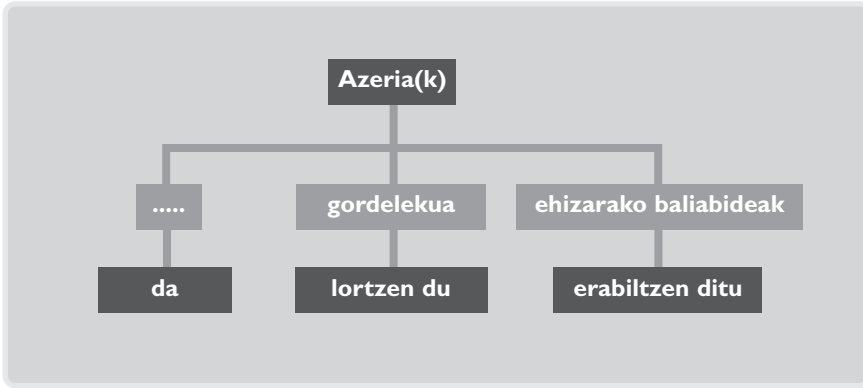 Azeria(k)
..... gordelekua ehizarako baliabideak
da lortzen du erabiltzen ditu